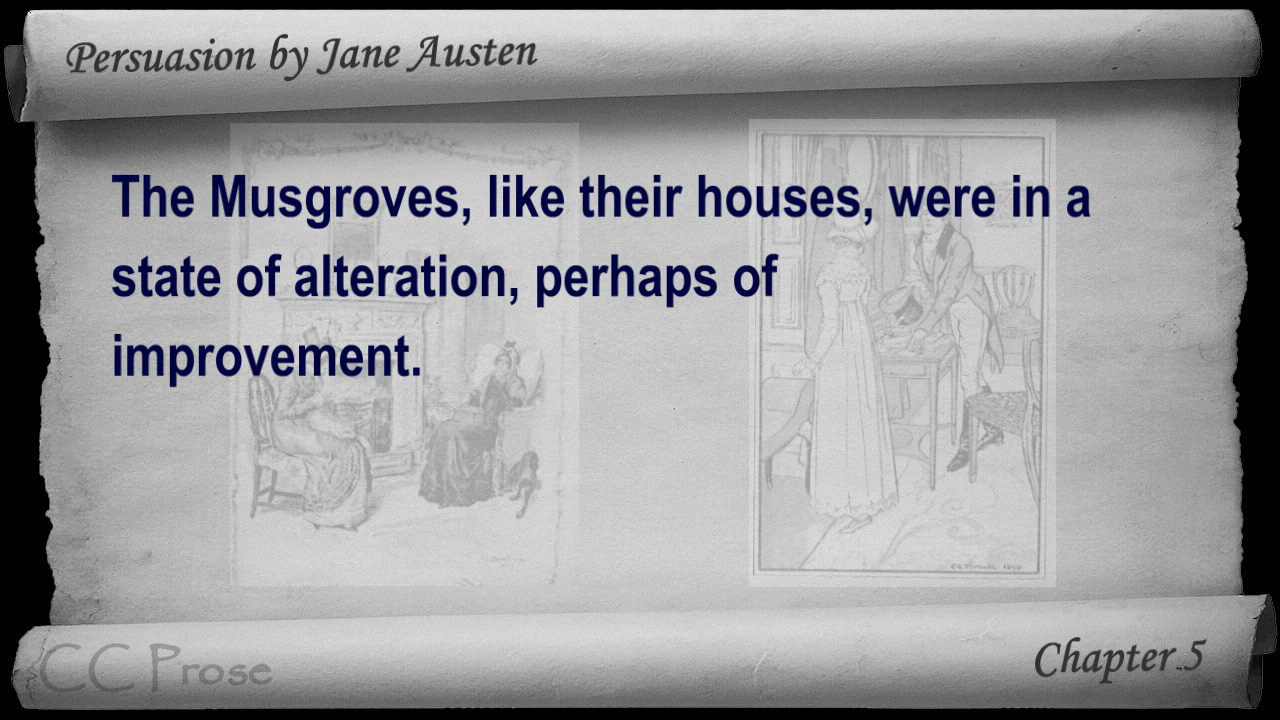 Persuasion by Jane Austen
The Musgroves, like their houses, were in a
state of alteration, perhaps of
improvement.
CC Prose
Chapter 5